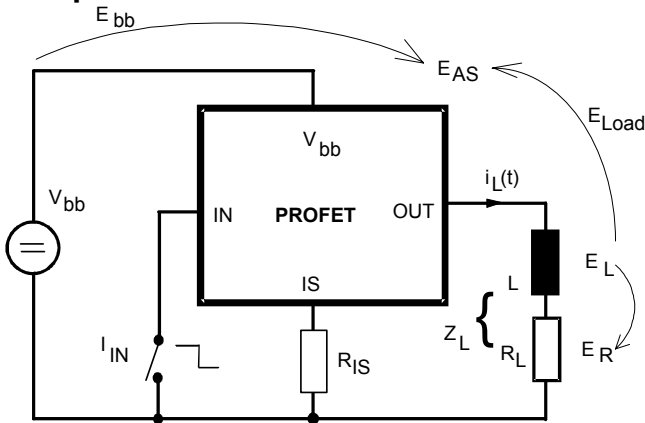 E bb
E AS
E Load
V bb
V bb
i L(t)
IN PROFET OUT
IS
L
E L
Z L {
I IN
R IS
R L
E R